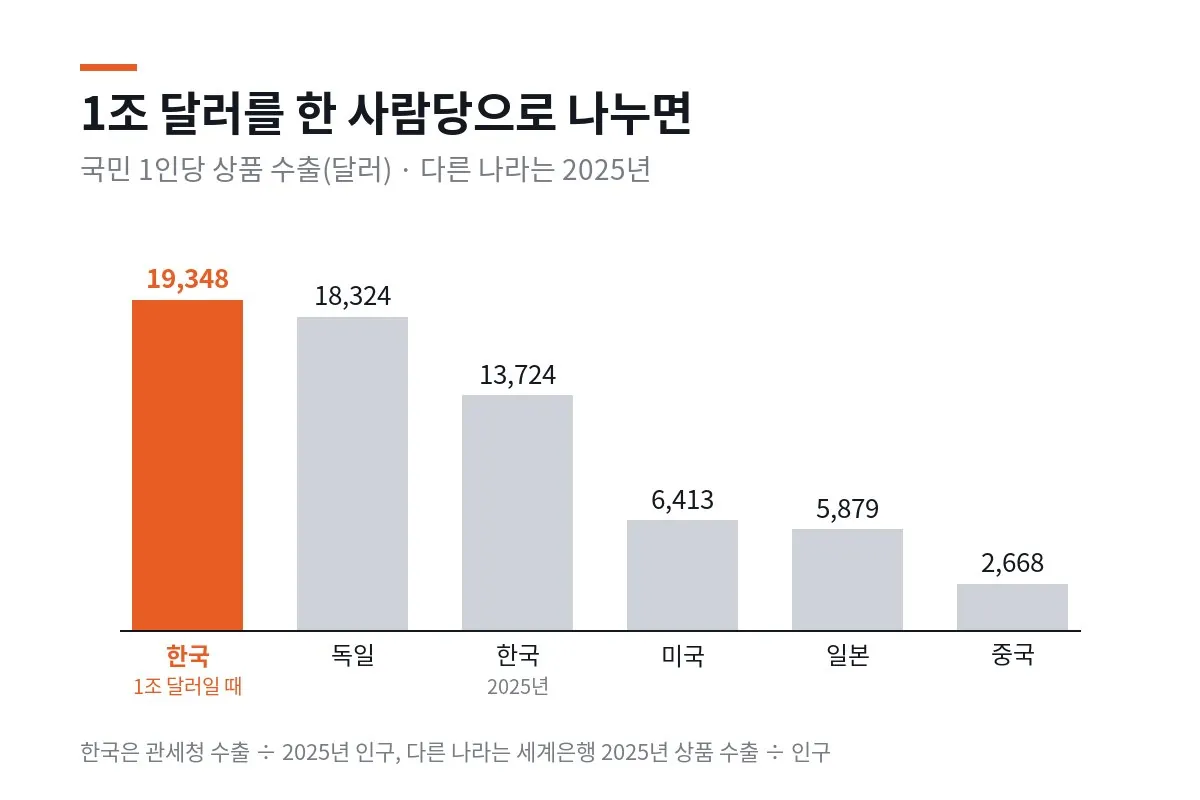 1조 달러를 한 사람당으로 나누면
국민 1인당 상품 수출(달러) · 다른 나라는 2025년
19,348
18,324
13,724
6,413
5,879
2,668
한국
독일
한국
미국
일본
중국
1조 달러일 때
2025년
한국은 관세청 수출 ÷ 2025년 인구, 다른 나라는 세계은행 2025년 상품 수출 ÷ 인구